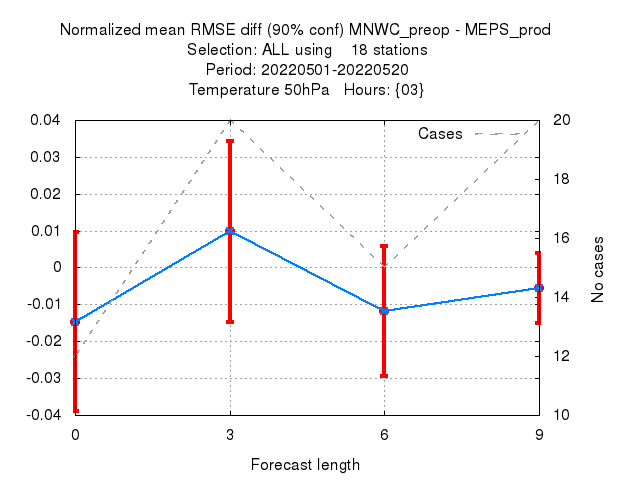 Normalized mean RMSE diff (90% conf) MNWC_preop - MEPS_prod
Selection: ALL using    18 stations
Period: 20220501-20220520
Temperature 50hPa   Hours: {03}
0.04
0.03
0.02
0.01
0
-0.01
-0.02
-0.03
-0.04
Cases
20
18
16
14
12
10
No cases
0 3 6 9
Forecast length